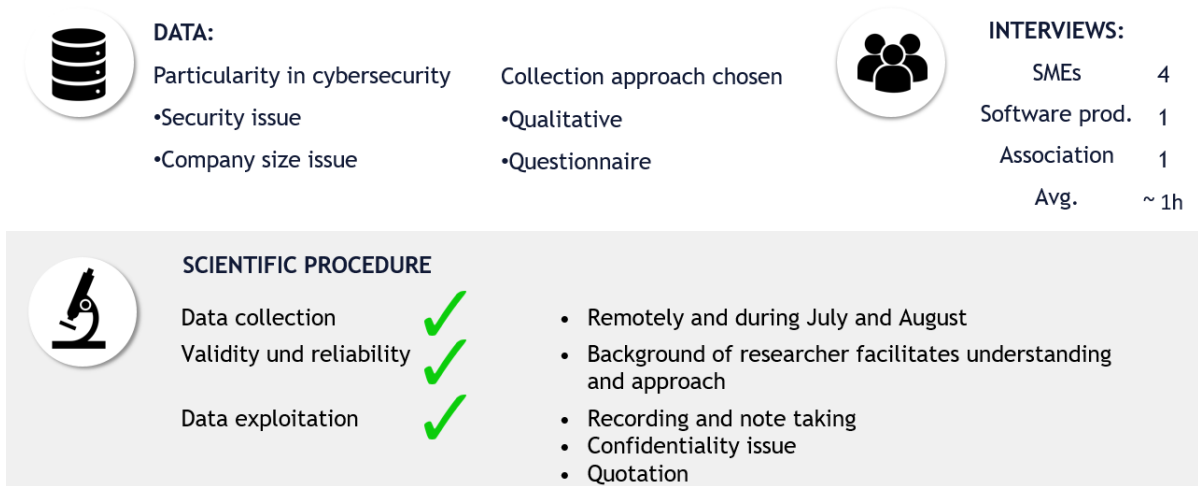 DATA:
Particularity in cybersecurity
•Security issue
•Company size issue
Collection approach chosen
•Qualitative
•Questionnaire
INTERVIEWS:
SMEs 4
Software prod. 1
Association 1
Avg. ~ 1h
SCIENTIFIC PROCEDURE
Data collection
• Remotely and during July and August
Validity und reliability
• Background of researcher facilitates understanding
and approach
Data exploitation
• Recording and note taking
• Confidentiality issue
• Quotation